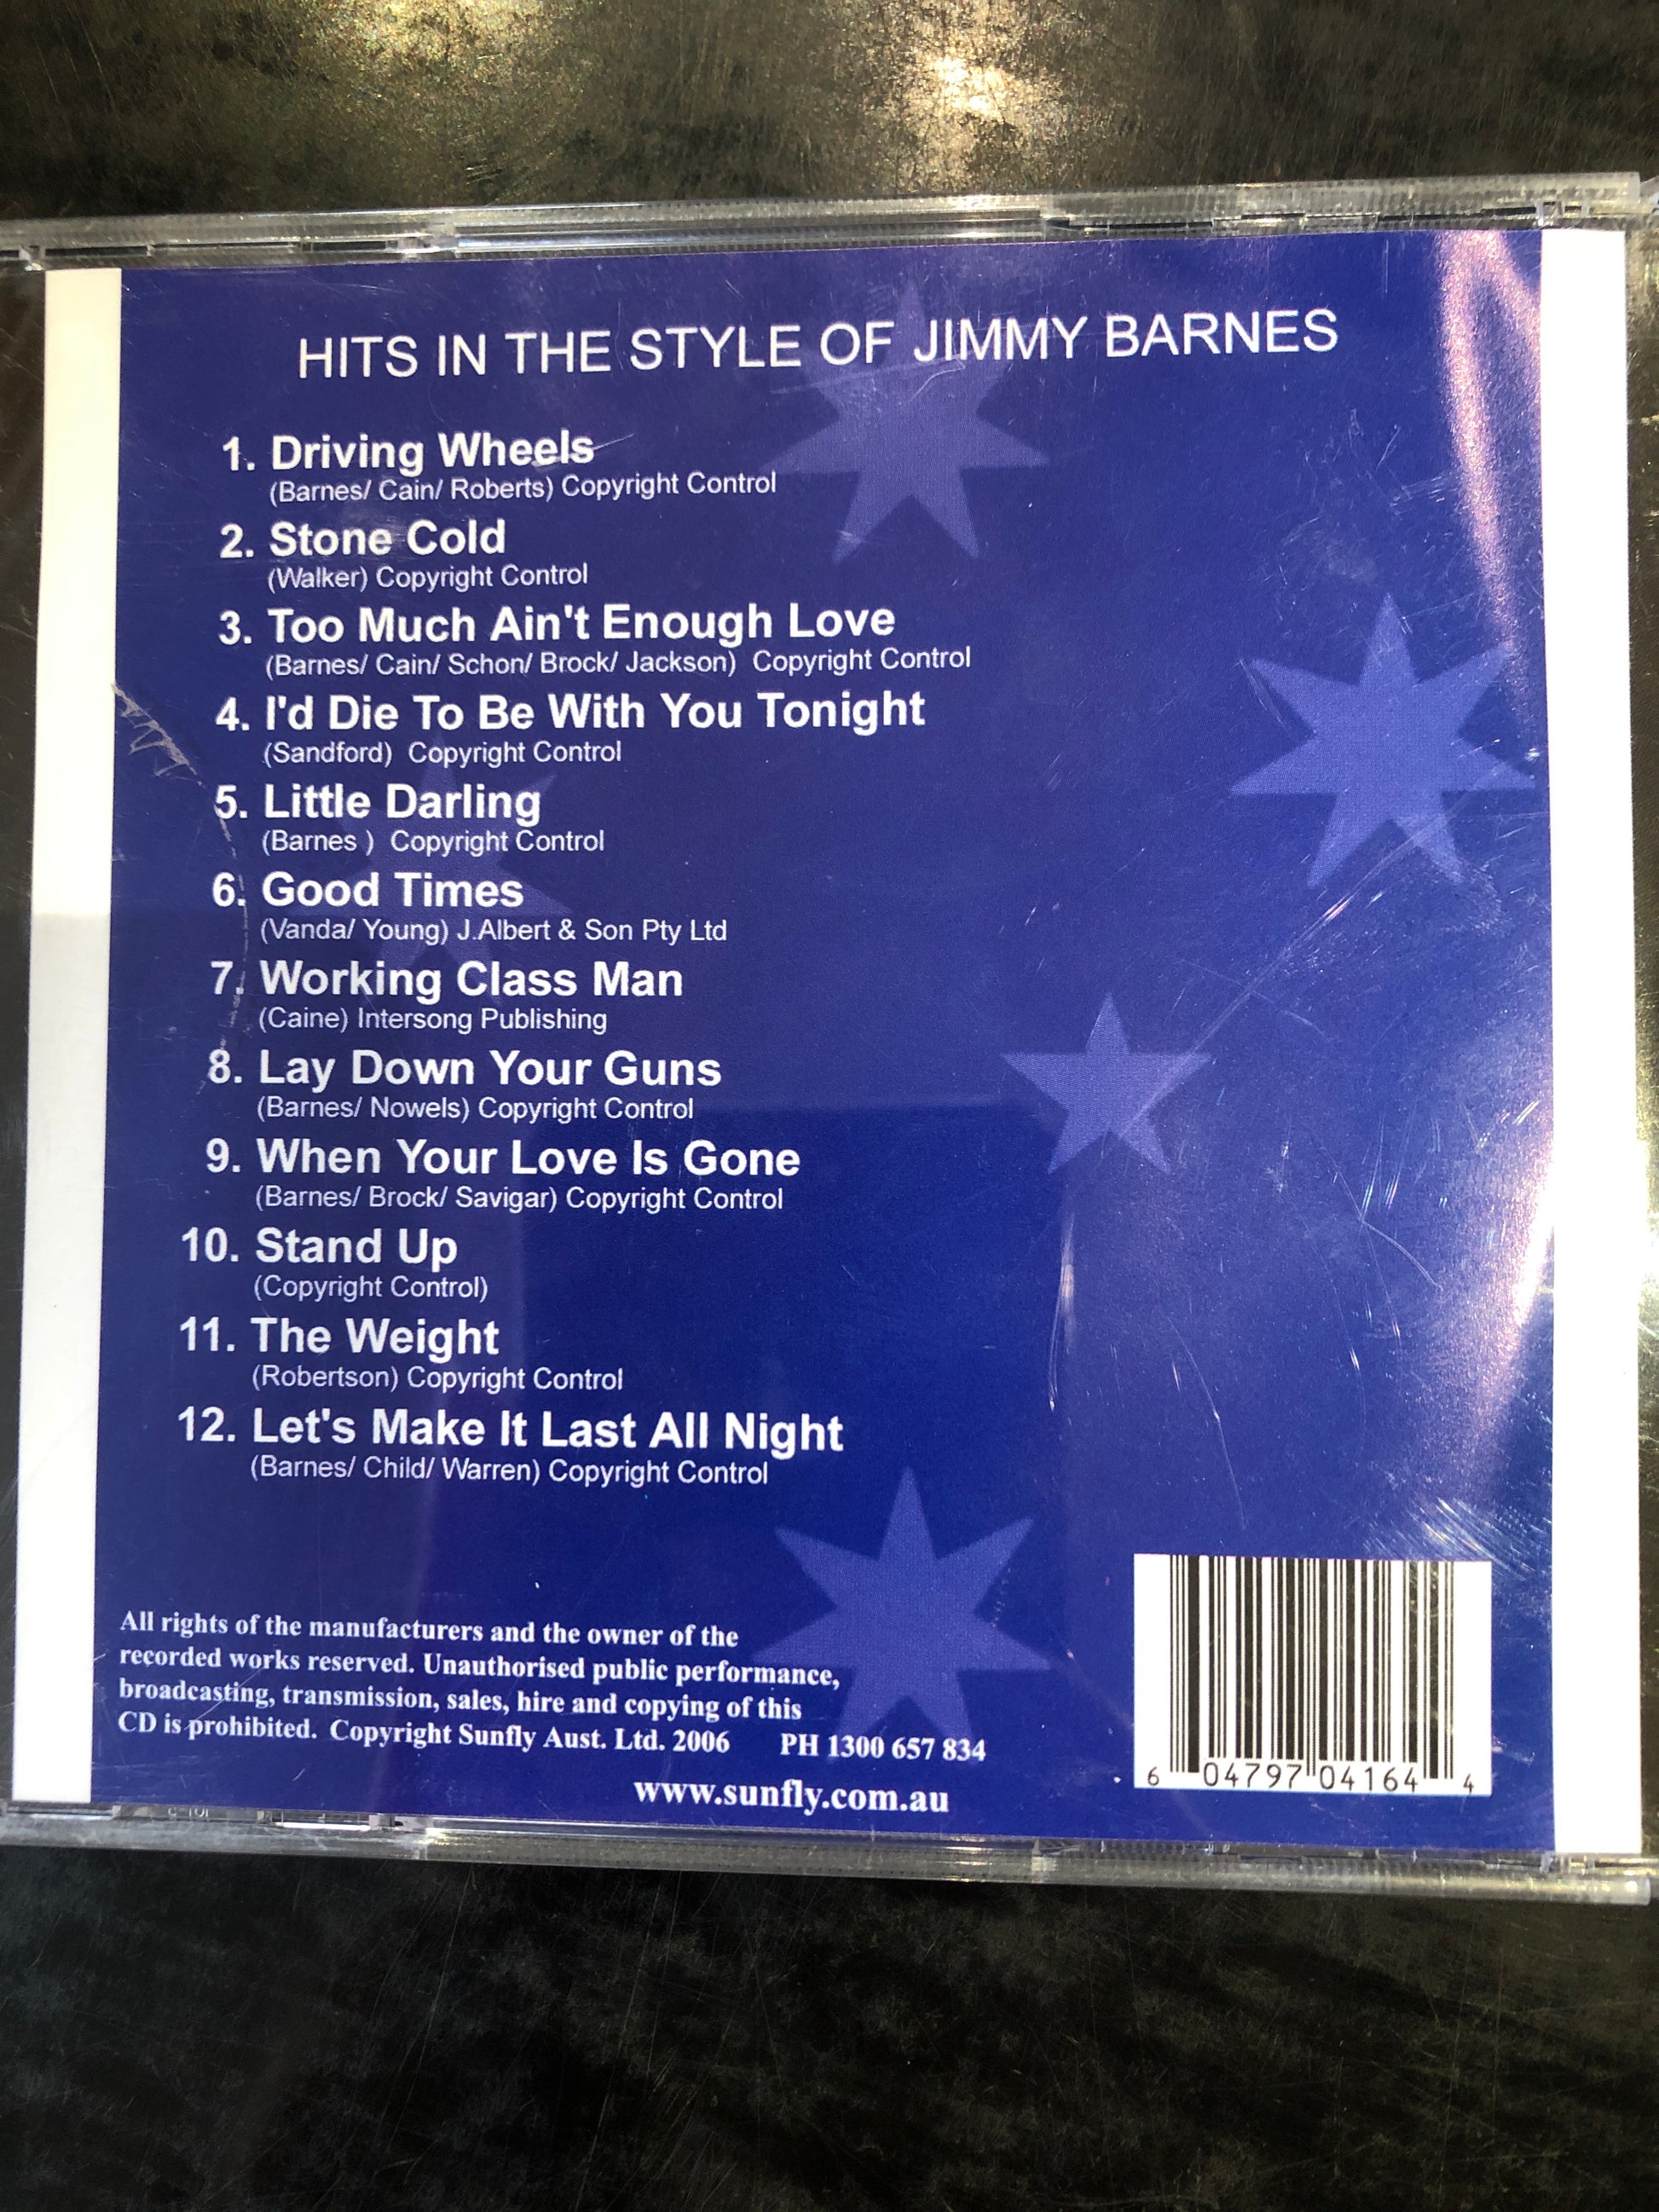 HITS IN THE STYLE OF JIMMY BARNES
1. Driving Wheels
(Barnes/ Cain/ Roberts) Copyright Control
2. Stone Cold
(Walker) Copyright Control
3. Too Much Ain't Enough Love
(Barnes/ Cain/ Schon/ Brock/ Jackson) Copyright Control
4. I'd Die To Be With You Tonight
(Sandford) Copyright Control
5. Little Darling
(Barnes ) Copyright Control
6. Good Times
(Vanda/ Young) J.Albert & Son Pty Ltd
7. Working Class Man
(Caine) Intersong Publishing
8. Lay Down Your Guns
(Barnes/ Nowels) Copyright Control
9. When Your Love Is Gone
(Barnes/ Brock/ Savigar) Copyright Control
10. Stand Up
(Copyright Control)
11. The Weight
(Robertson) Copyright Control
12. Let's Make It Last All Night
(Barnes/ Child/ Warren) Copyright Control
All rights of the manufacturers and the owner of the
recorded works reserved. Unauthorised public performance,
broadcasting, transmission, sales, hire and copying of this
CD is prohibited. Copyright Sunfly Aust. Ltd. 2006 PH 1300 657 834
www.sunfly.com.au
6 04797 04164 4